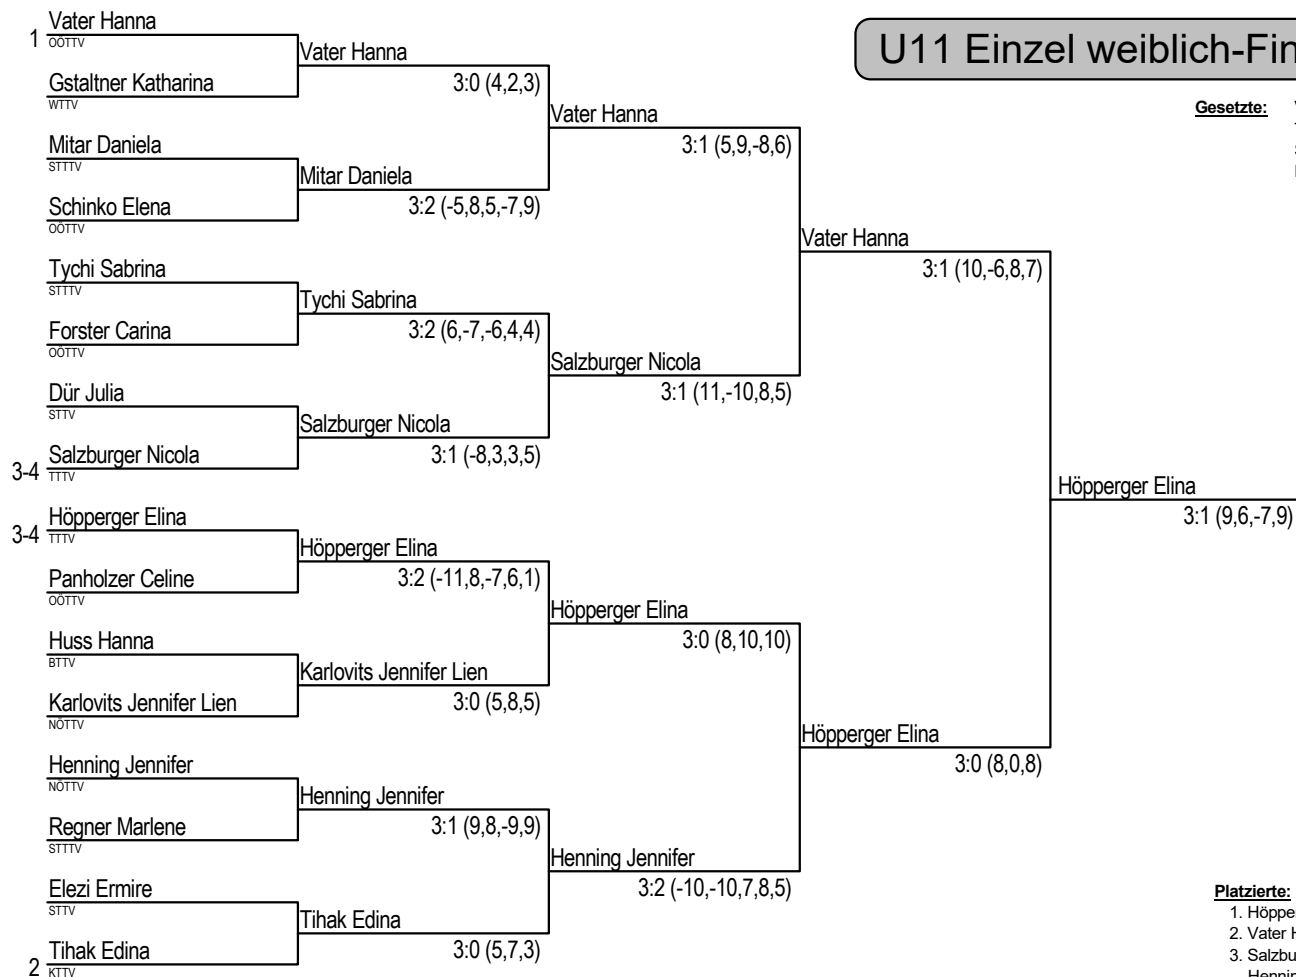 U11 Einzel weiblich-Fin
Gesetzte:
1
Vater Hanna
OÖTTV
Gstaltner Katharina
WTTV
Mitar Daniela
STTTV
Schinko Elena
OÖTTV
Tychi Sabrina
STTTV
Forster Carina
OÖTTV
Dür Julia
STTV
3-4
Salzburger Nicola
TTTV
3-4
Höpperger Elina
TTTV
Panholzer Celine
OÖTTV
Huss Hanna
BTTV
Karlovits Jennifer Lien
NÖTTV
Henning Jennifer
NÖTTV
Regner Marlene
STTTV
Elezi Ermire
STTV
2
Tihak Edina
KTTV
Vater Hanna
3:0 (4,2,3)
Mitar Daniela
3:2 (-5,8,5,-7,9)
Tychi Sabrina
3:2 (6,-7,-6,4,4)
Salzburger Nicola
3:1 (-8,3,3,5)
Höpperger Elina
3:2 (-11,8,-7,6,1)
Karlovits Jennifer Lien
3:0 (5,8,5)
Henning Jennifer
3:1 (9,8,-9,9)
Tihak Edina
3:0 (5,7,3)
Vater Hanna
3:1 (5,9,-8,6)
Salzburger Nicola
3:1 (11,-10,8,5)
Höpperger Elina
3:0 (8,10,10)
Henning Jennifer
3:2 (-10,-10,7,8,5)
Vater Hanna
3:1 (10,-6,8,7)
Höpperger Elina
3:0 (8,0,8)
Höpperger Elina
3:1 (9,6,-7,9)
Platzierte:
1. Höpper
2. Vater H
3. Salzbu
Henning